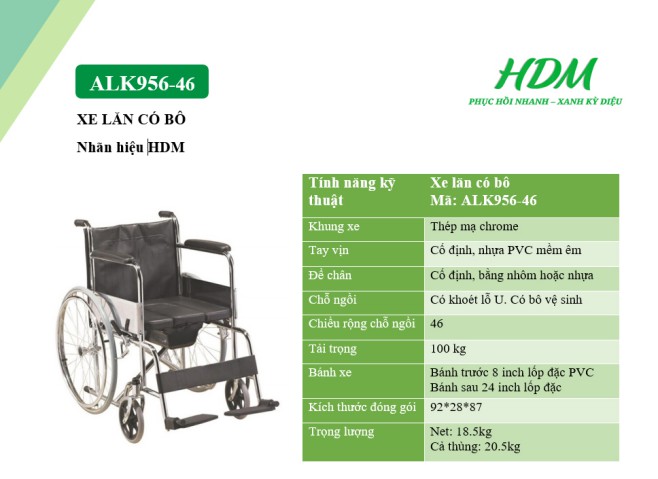 ALK956-46
HDM
PHỤC HỒI NHANH – XANH KỲ DIỆU
XE LĂN CÓ BÔ
Nhãn hiệu HDM
Tính năng kỹ thuật Xe lăn có bô
Mã: ALK956-46
Khung xe Thép mạ chrome
Tay vịn Cố định, nhựa PVC mềm êm
Để chân Cố định, bằng nhôm hoặc nhựa
Chỗ ngồi Có khoét lỗ U. Có bô vệ sinh
Chiều rộng chỗ ngồi 46
Tải trọng 100 kg
Bánh xe Bánh trước 8 inch lốp đặc PVC
Bánh sau 24 inch lốp đặc
Kích thước đóng gói 92*28*87
Trọng lượng Net: 18.5kg
Cả thùng: 20.5kg